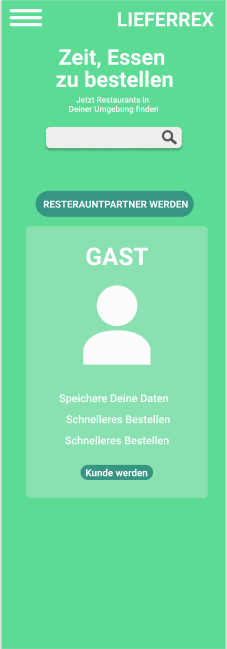 LIEFERREX
Zeit, Essen
zu bestellen
Jetzt Restaurants in
Deiner Umgebung finden
RESTERAUNTPARTNER WERDEN
GAST
Speichere Deine Daten
Schnelleres Bestellen
Schnelleres Bestellen
Kunde werden